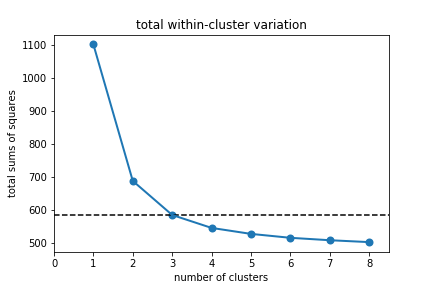 total within-cluster variation
total sums of squares
1100
1000
900
800
700
600
500
0 1 2 3 4 5 6 7 8
number of clusters